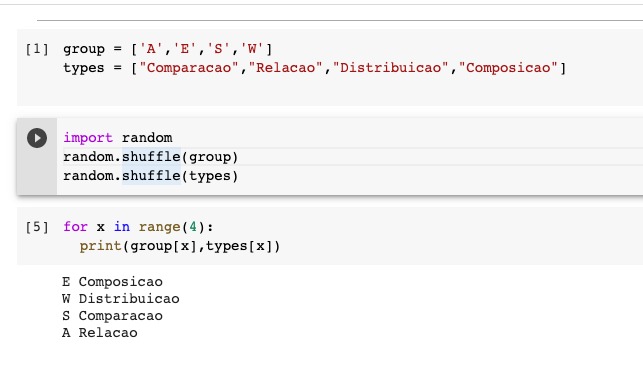 [1] group = ['A','E','S','W']
types = ["Comparacao","Relacao","Distribuicao","Composicao"]
import random
random.shuffle(group)
random.shuffle(types)
[5] for x in range(4):
  print(group[x],types[x])
E Composicao
W Distribuicao
S Comparacao
A Relacao